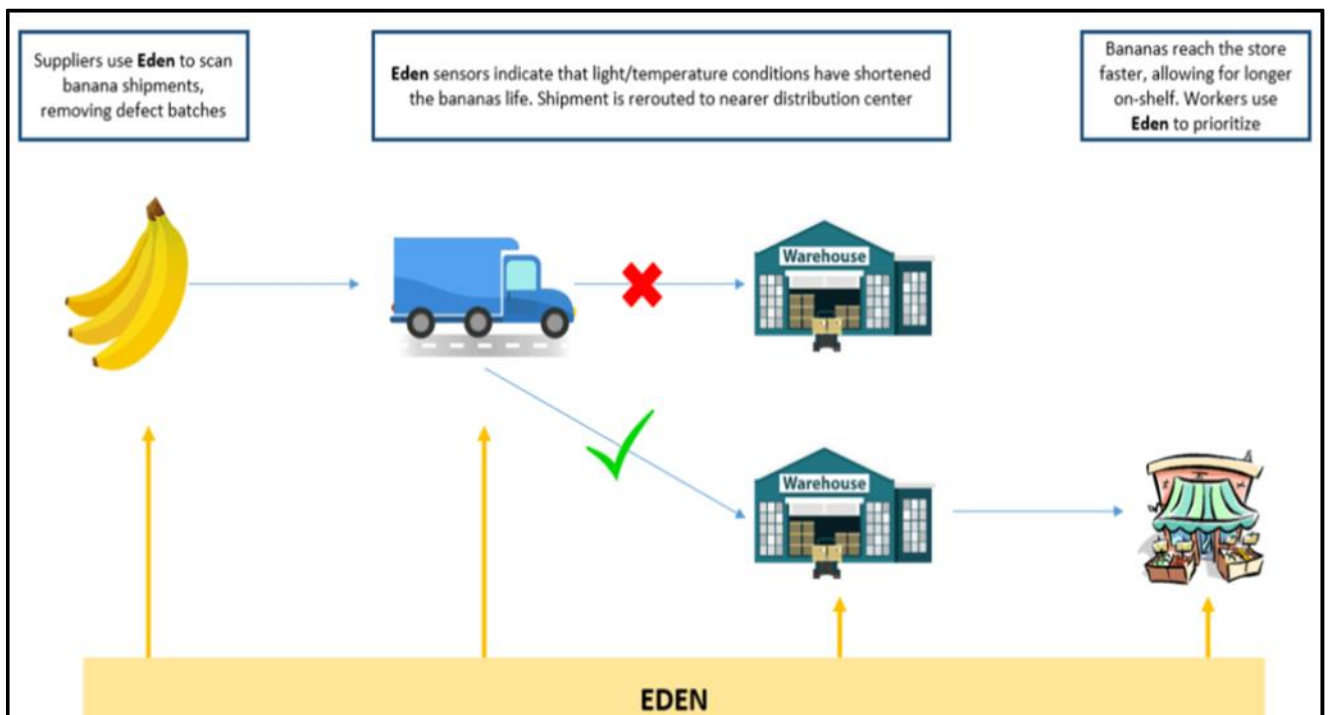 Suppliers use Eden to scan
banana shipments,
removing defect batches
Eden sensors indicate that light/temperature conditions have shortened
the bananas life. Shipment is rerouted to nearer distribution center
Bananas reach the store
faster, allowing for longer
on-shelf. Workers use
Eden to prioritize
Warehouse
Warehouse
EDEN